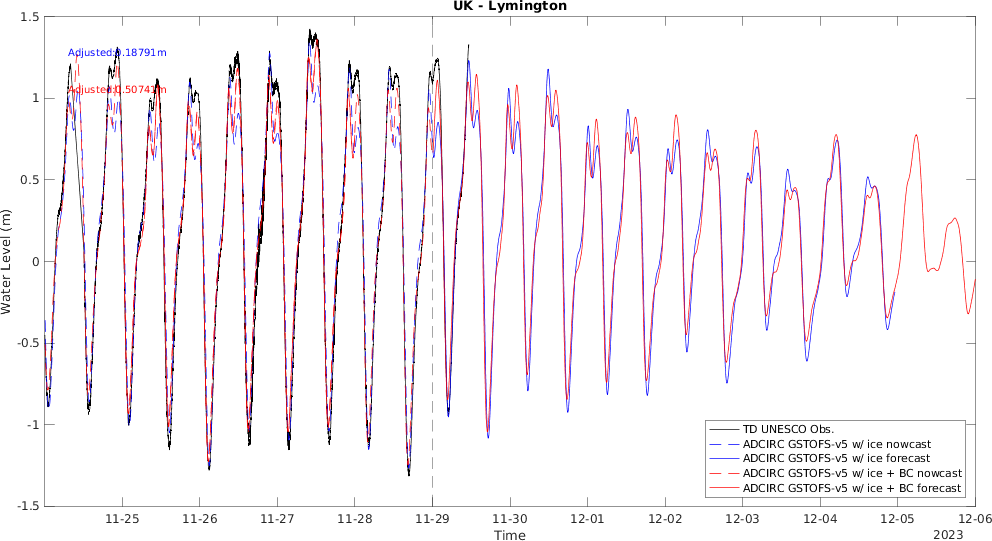 UK - Lymington
1.5
1
0.5
0
-0.5
-1
-1.5
Water Level (m)
Adjusted:0.18791m
Adjusted:0.50741m
TD UNESCO Obs.
ADCIRC GSTOFS-v5 w/ ice nowcast
ADCIRC GSTOFS-v5 w/ ice forecast
ADCIRC GSTOFS-v5 w/ ice + BC nowcast
ADCIRC GSTOFS-v5 w/ ice + BC forecast
11-25 11-26 11-27 11-28 11-29 11-30 12-01 12-02 12-03 12-04 12-05 12-06
Time
2023